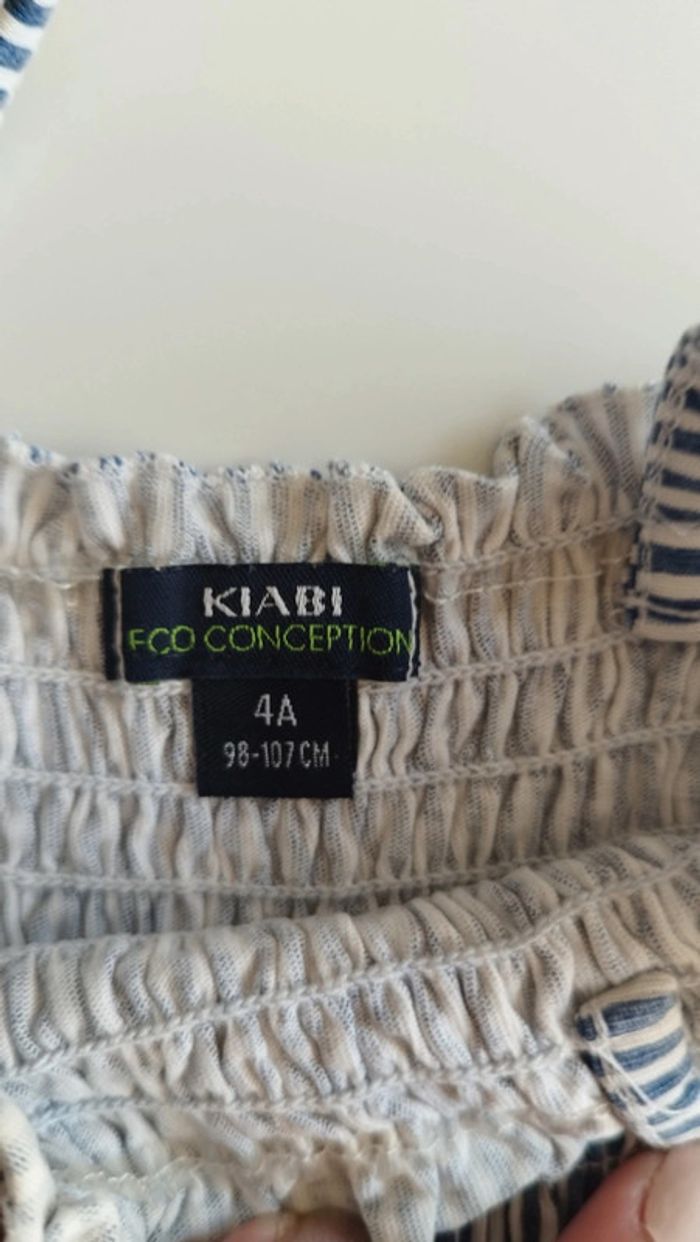 KIABI
ECO CONCEPTION
4A
98-107 CM